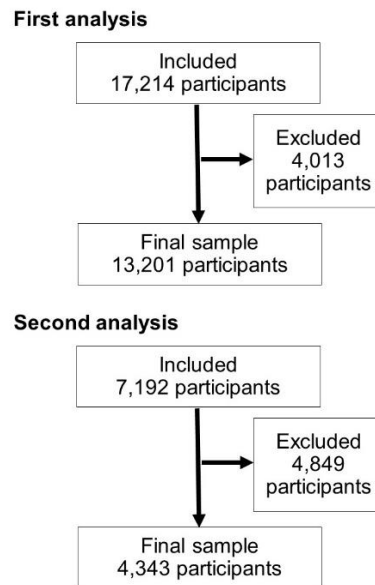 First analysis
Included
17,214 participants
Excluded
4,013
participants
Final sample
13,201 participants
Second analysis
Included
7,192 participants
Excluded
4,849
participants
Final sample
4,343 participants